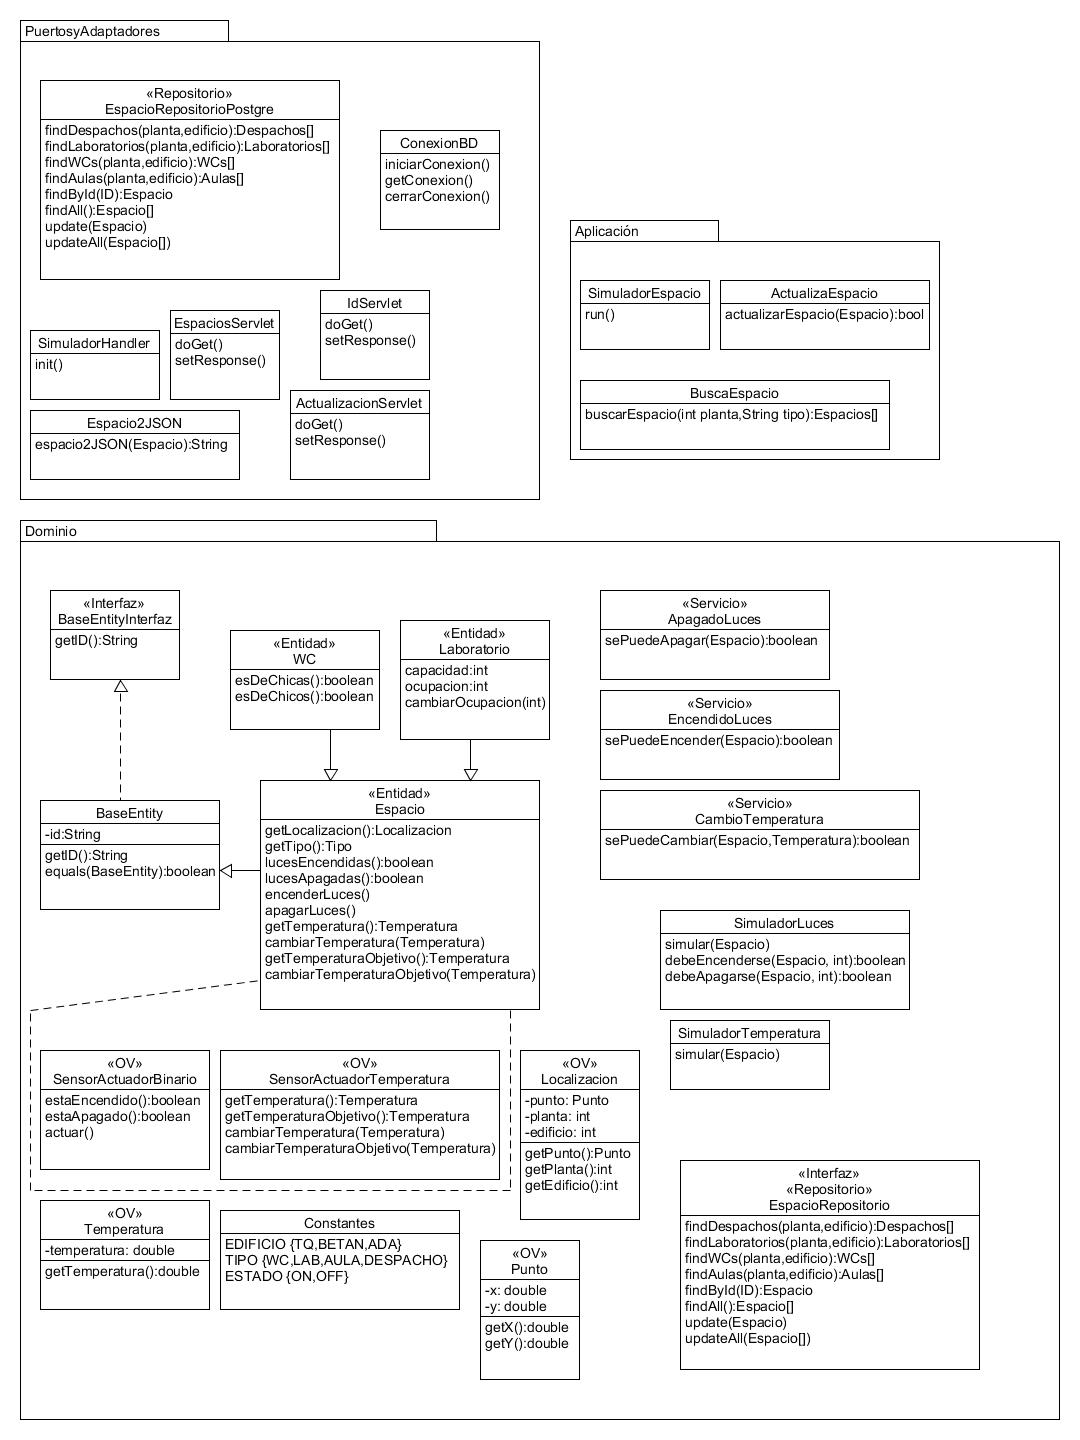 PuertosyAdaptadores
«Repositorio»
EspacioRepositorioPostgre
findDespachos(planta,edificio):Despachos[]
findLaboratorios(planta,edificio):Laboratorios[]
findWCs(planta,edificio):WCs[]
findAulas(planta,edificio):Aulas[]
findById(ID):Espacio
findAll():Espacio[]
update(Espacio)
updateAll(Espacio[])
ConexionBD
iniciarConexion()
getConexion()
cerrarConexion()
IdServlet
doGet()
setResponse()
EspaciosServlet
doGet()
setResponse()
SimuladorHandler
init()
ActualizacionServlet
doGet()
setResponse()
Espacio2JSON
espacio2JSON(Espacio):String
Aplicación
SimuladorEspacio
run()
ActualizaEspacio
actualizarEspacio(Espacio):bool
BuscaEspacio
buscarEspacio(int planta,String tipo):Espacios[]
Dominio
«Interfaz»
BaseEntityInterfaz
getID():String
«Entidad»
WC
esDeChicas():boolean
esDeChicos():boolean
«Entidad»
Laboratorio
capacidad:int
ocupacion:int
cambiarOcupacion(int)
«Servicio»
ApagadoLuces
sePuedeApagar(Espacio):boolean
«Servicio»
EncendidoLuces
sePuedeEncender(Espacio):boolean
«Servicio»
CambioTemperatura
sePuedeCambiar(Espacio,Temperatura):boolean
BaseEntity
-id:String
getID():String
equals(BaseEntity):boolean
«Entidad»
Espacio
getLocalizacion():Localizacion
getTipo():Tipo
lucesEncendidas():boolean
lucesApagadas():boolean
encenderLuces()
apagarLuces()
getTemperatura():Temperatura
cambiarTemperatura(Temperatura)
getTemperaturaObjetivo():Temperatura
cambiarTemperaturaObjetivo(Temperatura)
SimuladorLuces
simular(Espacio)
debeEncenderse(Espacio, int):boolean
debeApagarse(Espacio, int):boolean
SimuladorTemperatura
simular(Espacio)
«OV»
SensorActuadorBinario
estaEncendido():boolean
estaApagado():boolean
actuar()
«OV»
SensorActuadorTemperatura
getTemperatura():Temperatura
getTemperaturaObjetivo():Temperatura
cambiarTemperatura(Temperatura)
cambiarTemperaturaObjetivo(Temperatura)
«OV»
Localizacion
-punto: Punto
-planta: int
-edificio: int
getPunto():Punto
getPlanta():int
getEdificio():int
«OV»
Temperatura
-temperatura: double
getTemperatura():double
Constantes
EDIFICIO {TQ,BETAN,ADA}
TIPO {WC,LAB,AULA,DESPACHO}
ESTADO {ON,OFF}
«OV»
Punto
-x: double
-y: double
getX():double
getY():double
«Interfaz»
«Repositorio»
EspacioRepositorio
findDespachos(planta,edificio):Despachos[]
findLaboratorios(planta,edificio):Laboratorios[]
findWCs(planta,edificio):WCs[]
findAulas(planta,edificio):Aulas[]
findById(ID):Espacio
findAll():Espacio[]
update(Espacio)
updateAll(Espacio[])